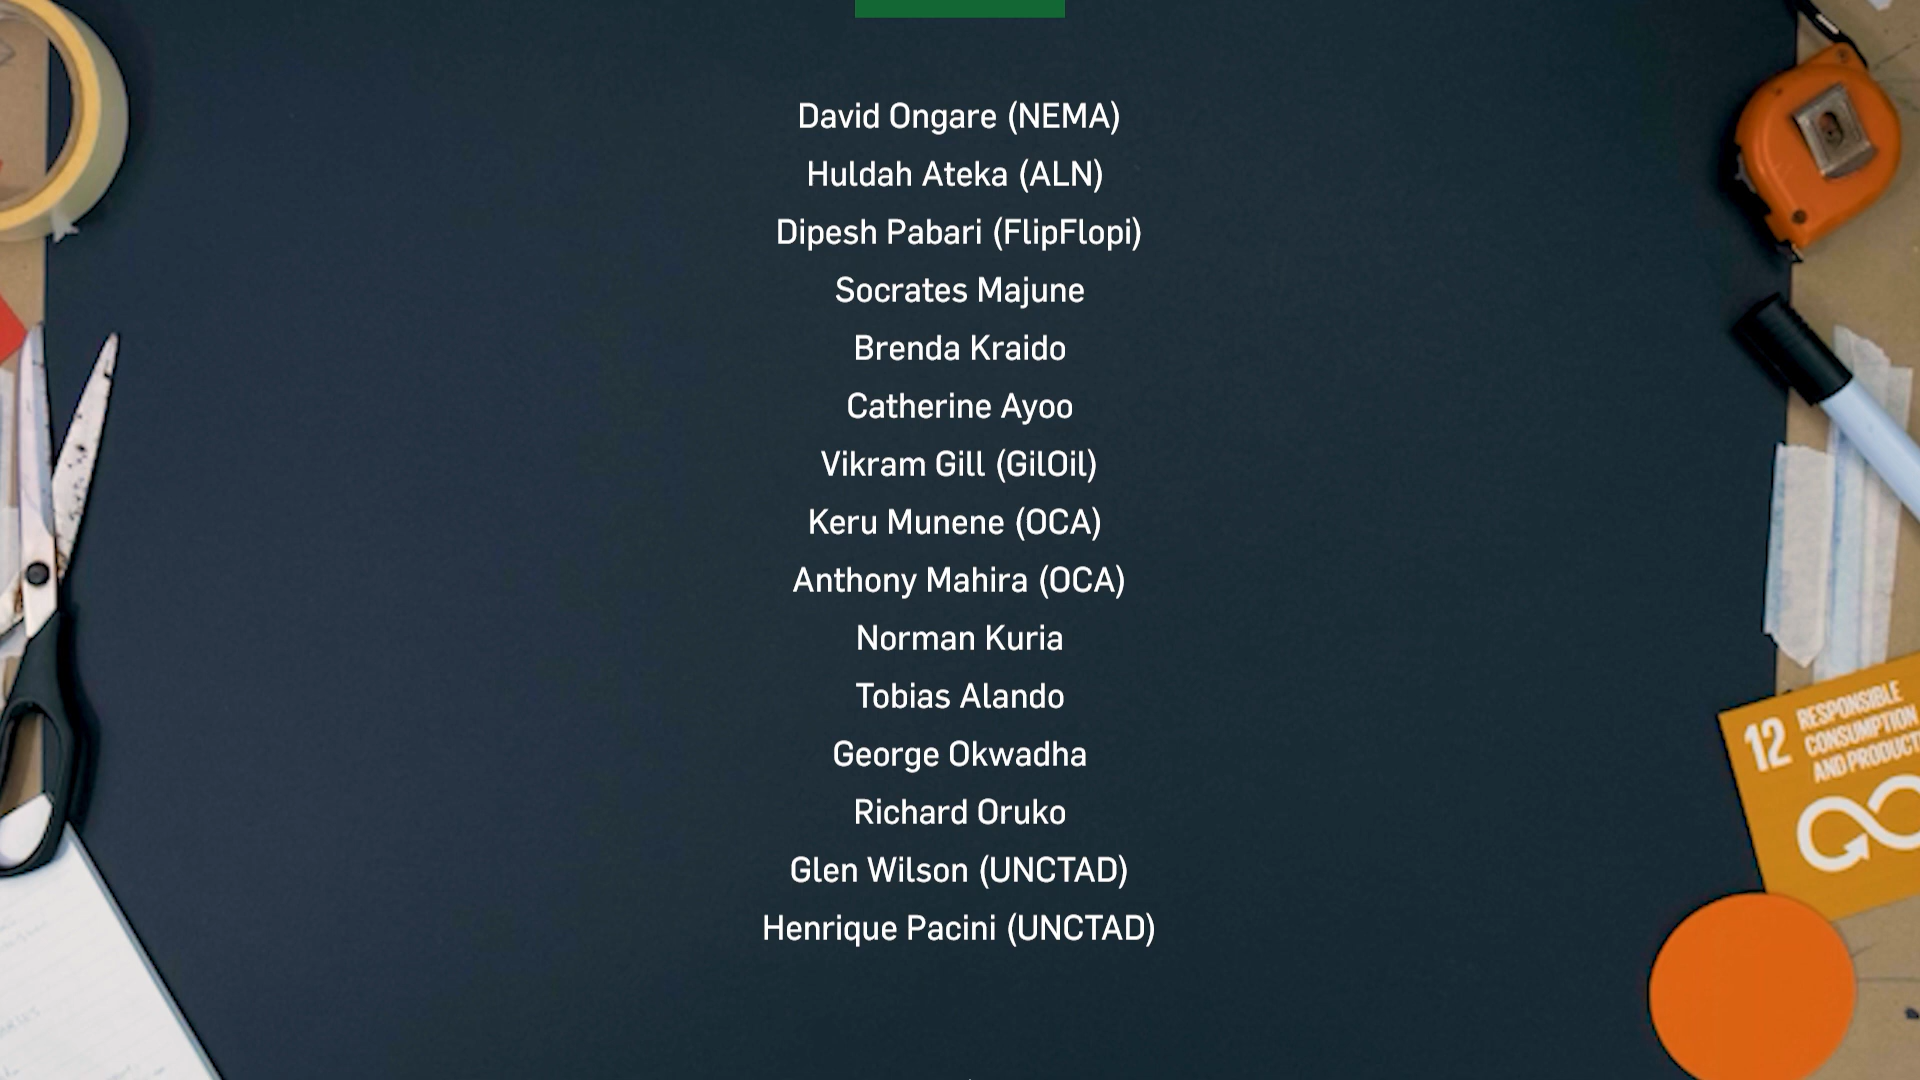 David Ongare (NEMA)
Huldah Ateka (ALN)
Dipesh Pabari (FlipFlopi)
Socrates Majune
Brenda Kraido
Catherine Ayoo
Vikram Gill (GilOil)
Keru Munene (OCA)
Anthony Mahira (OCA)
Norman Kuria
Tobias Alando
George Okwadha
Richard Oruko
Glen Wilson (UNCTAD)
Henrique Pacini (UNCTAD)
12 RESPONSIBLE
CONSUMPTION
AND PRODUCT